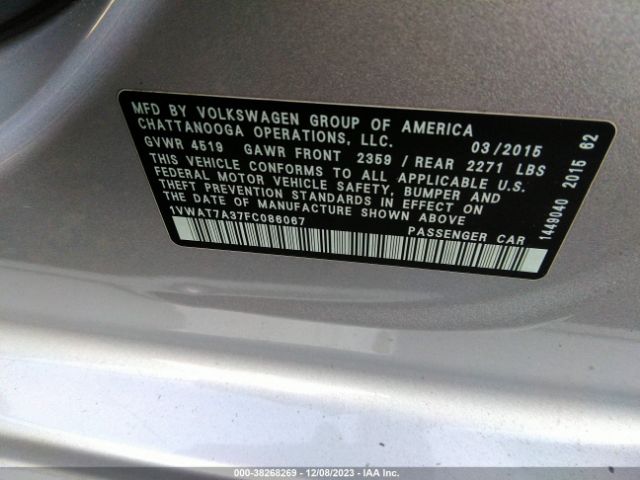 MFD BY VOLKSWAGEN GROUP OF AMERICA
CHATTANOOGA OPERATIONS, LLC. 03/2015
GVWR 4519 GAWR FRONT 2359 / REAR 2271 LBS
THIS VEHICLE CONFORMS TO ALL APPLICABLE U.S.
FEDERAL MOTOR VEHICLE SAFETY, BUMPER AND
THEFT PREVENTION STANDARDS IN EFFECT ON
THE DATE OF MANUFACTURE SHOWN ABOVE
1VWAT7A37FC086067 PASSENGER CAR
1449040 2015 62
000-38268269 - 12/08/2023 - IAA Inc.